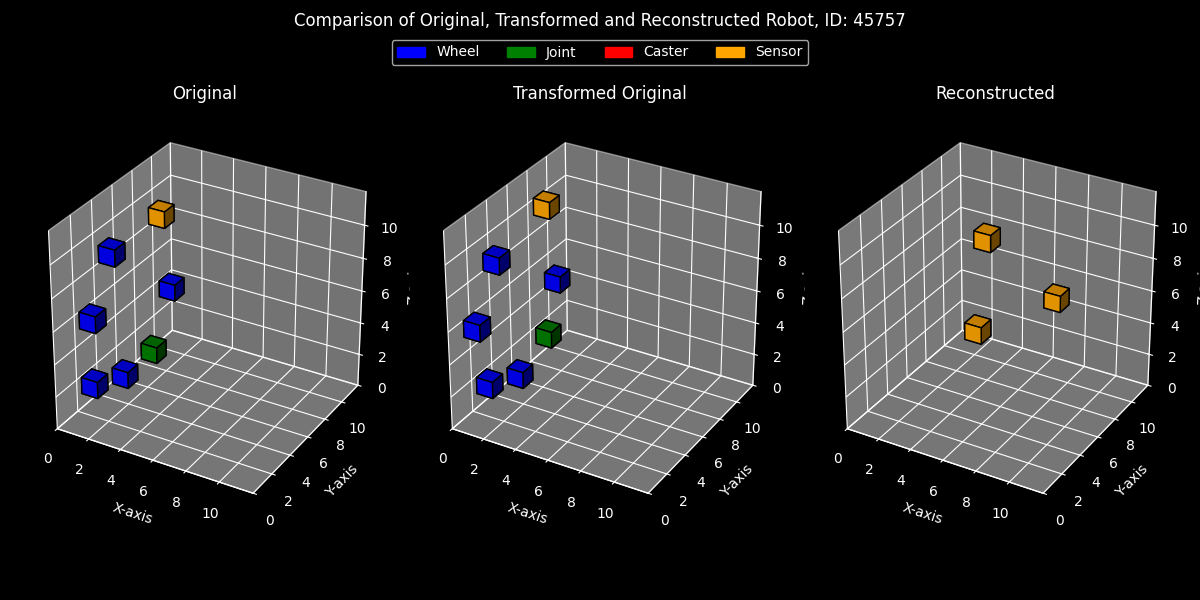 Comparison of Original, Transformed and Reconstructed Robot, ID: 45757
Wheel Joint Caster Sensor
Original Transformed Original Reconstructed
10 10 10
8 8 8
6 6 6
4 4 4
2 2 2
0 0 0
10 10 10
8 8 8
6 6 6
4 4 4
2 2 2
0 0 0
0 2 4 6 8 10 0 2 4 6 8 10 0 2 4 6 8 10
X-axis Y-axis X-axis Y-axis X-axis Y-axis